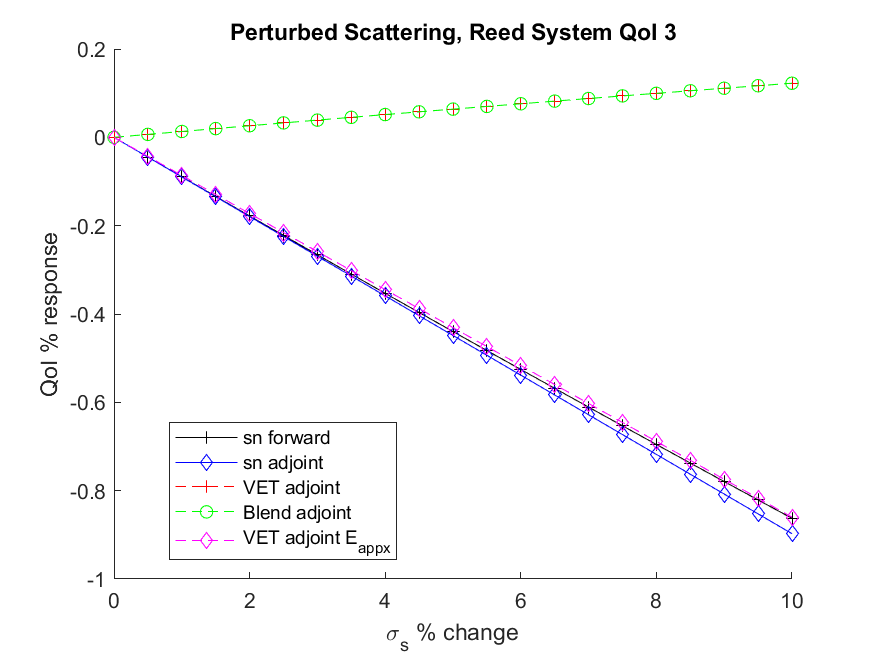 Perturbed Scattering, Reed System QoI 3
0.2
0
-0.2
-0.4
-0.6
-0.8
-1
QoI % response
sn forward
sn adjoint
VET adjoint
Blend adjoint
VET adjoint E_appx
0 2 4 6 8 10
σ_s % change